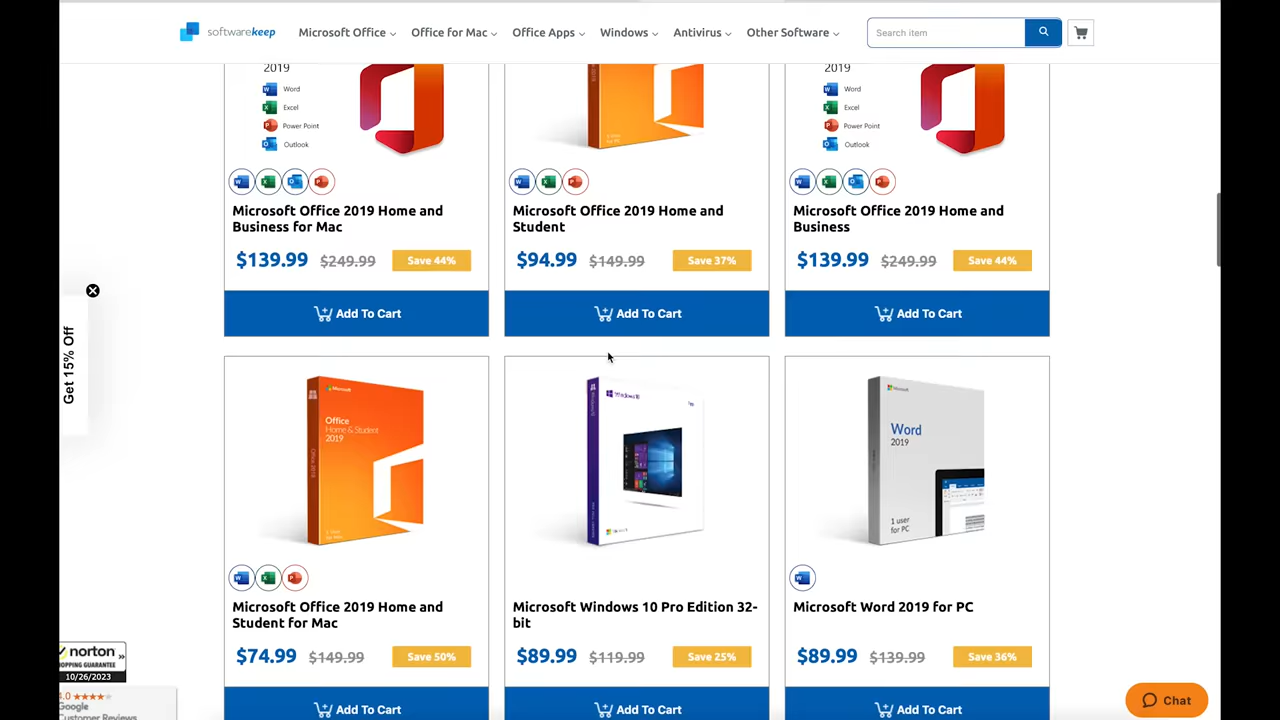 softwarekeep
Microsoft Office
Office for Mac
Office Apps
Windows
Antivirus
Other Software
Search item
2019
Word
Excel
Power Point
Outlook
2019
Word
Excel
Power Point
Outlook
Microsoft Office 2019 Home and
Business for Mac
$139.99 $249.99 Save 44%
Add To Cart
Microsoft Office 2019 Home and
Student
$94.99 $149.99 Save 37%
Add To Cart
Microsoft Office 2019 Home and
Business
$139.99 $249.99 Save 44%
Add To Cart
Get 15% Off
Microsoft
Office
Home & Student
2019
Microsoft Office 2019 Home and
Student for Mac
$74.99 $149.99 Save 50%
Add To Cart
Windows 10
Microsoft Windows 10 Pro Edition 32-
bit
$89.99 $119.99 Save 25%
Add To Cart
Microsoft
Word
2019
1 user
for PC
Microsoft Word 2019 for PC
$89.99 $139.99 Save 36%
Add To Cart
norton
SHOPPING GUARANTEE
10/26/2023
4.0
Google
Customer Reviews
Chat